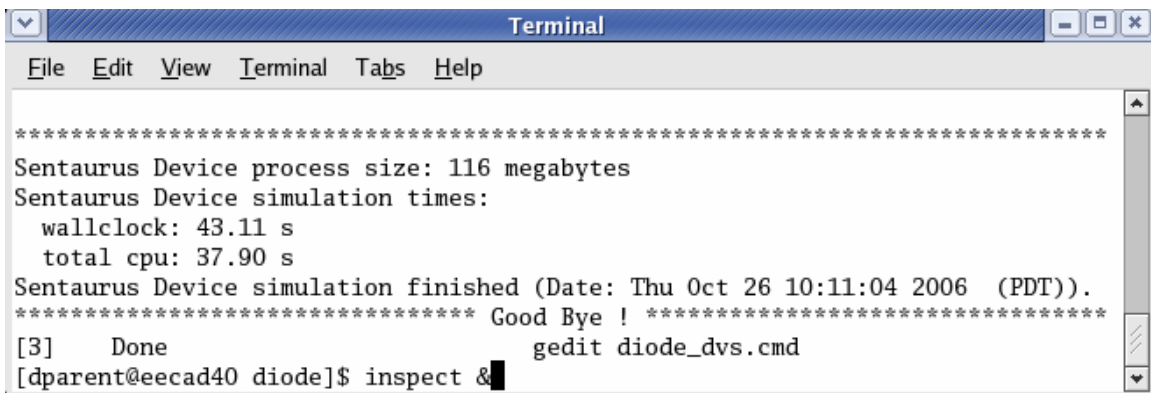 Terminal
File Edit View Terminal Tabs Help
******************************************************************************
Sentaurus Device process size: 116 megabytes
Sentaurus Device simulation times:
  wallclock: 43.11 s
  total cpu: 37.90 s
Sentaurus Device simulation finished (Date: Thu Oct 26 10:11:04 2006  (PDT)).
********************************* Good Bye ! *********************************
[3]    Done                          gedit diode_dvs.cmd
[dparent@eecad40 diode]$ inspect &